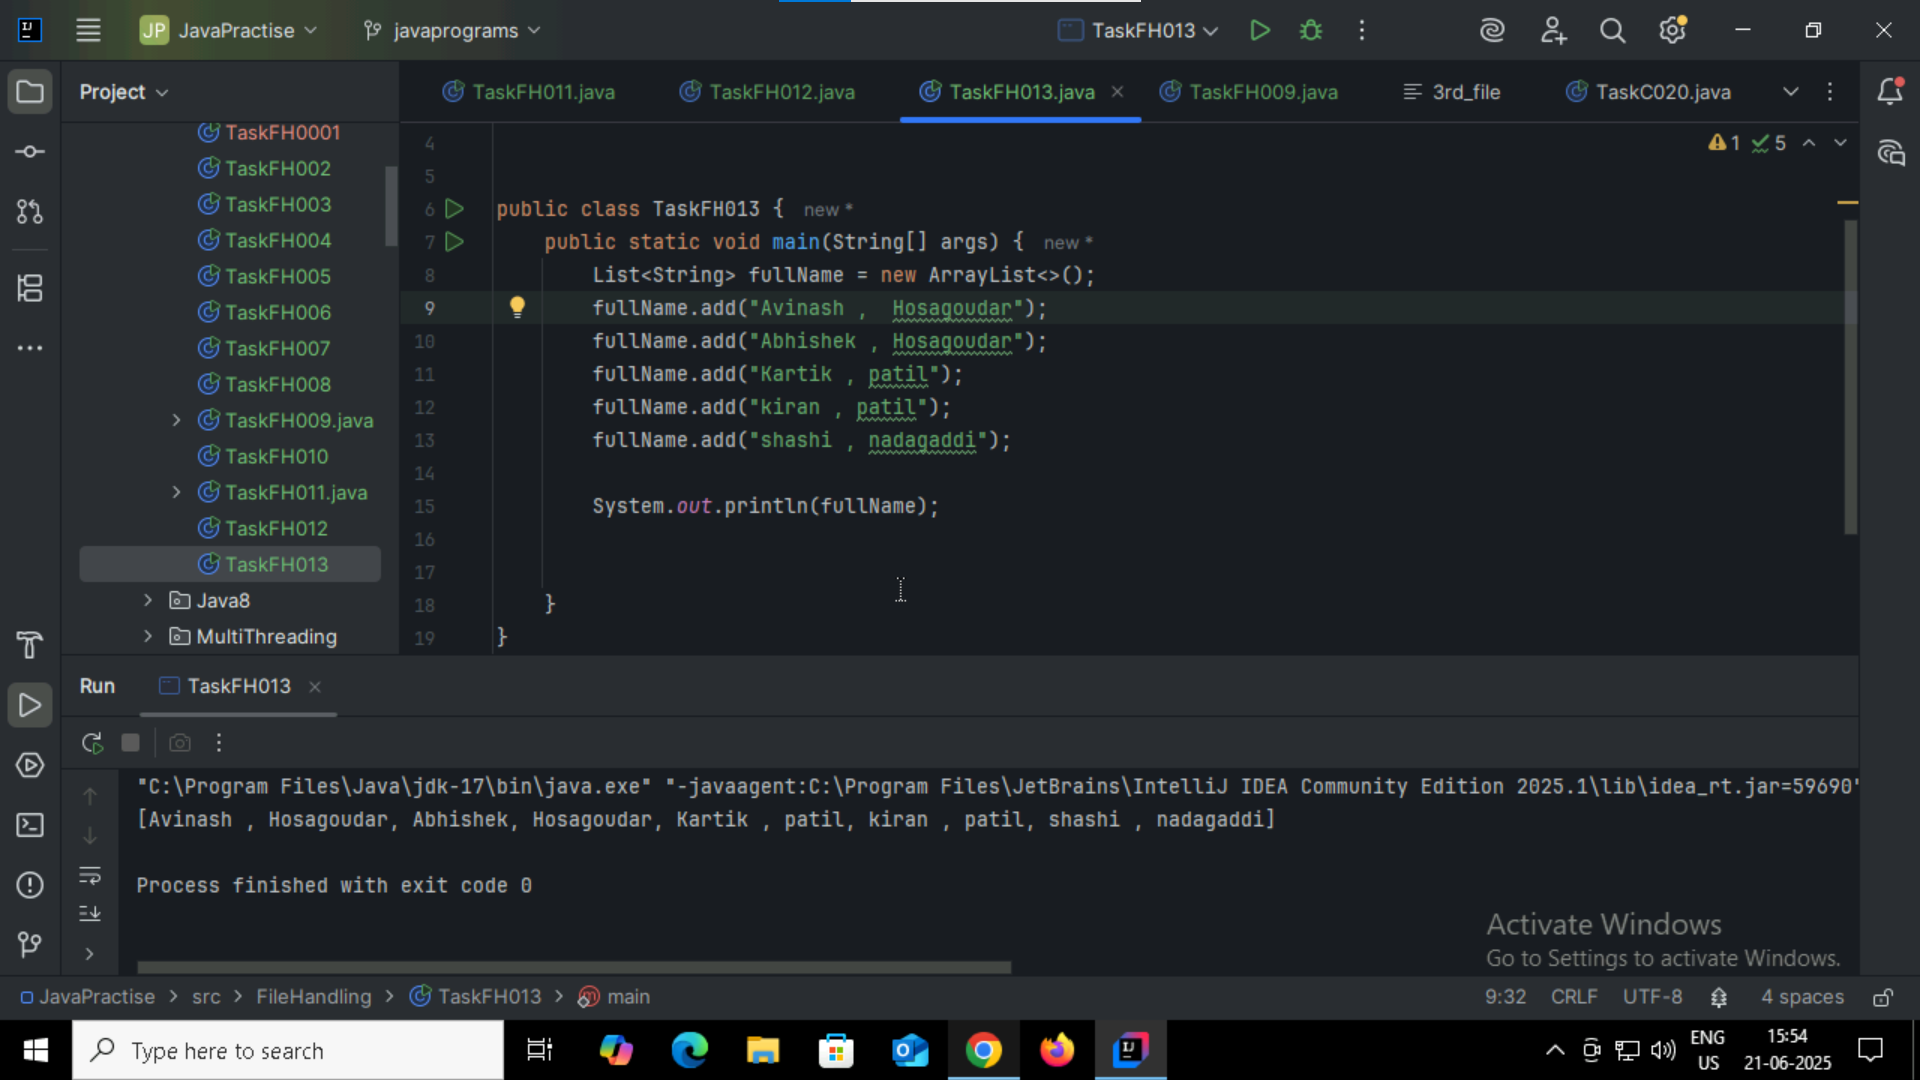 JP JavaPractise javaprograms TaskFH013
Project
TaskFH011.java TaskFH012.java TaskFH013.java TaskFH009.java 3rd_file TaskC020.java
TaskFH0001
TaskFH002
TaskFH003
TaskFH004
TaskFH005
TaskFH006
TaskFH007
TaskFH008
TaskFH009.java
TaskFH010
TaskFH011.java
TaskFH012
TaskFH013
Java8
MultiThreading
1 5
4
5
6 public class TaskFH013 { new *
7 public static void main(String[] args) { new *
8 List<String> fullName = new ArrayList<>();
9 fullName.add("Avinash ,  Hosagoudar");
10 fullName.add("Abhishek , Hosagoudar");
11 fullName.add("Kartik , patil");
12 fullName.add("kiran , patil");
13 fullName.add("shashi , nadagaddi");
14
15 System.out.println(fullName);
16
17
18 }
19 }
Run TaskFH013
"C:\Program Files\Java\jdk-17\bin\java.exe" "-javaagent:C:\Program Files\JetBrains\IntelliJ IDEA Community Edition 2025.1\lib\idea_rt.jar=59690"
[Avinash , Hosagoudar, Abhishek, Hosagoudar, Kartik , patil, kiran , patil, shashi , nadagaddi]
Process finished with exit code 0
Activate Windows
Go to Settings to activate Windows.
JavaPractise > src > FileHandling > TaskFH013 > main 9:32 CRLF UTF-8 4 spaces
Type here to search
ENG
US
15:54
21-06-2025